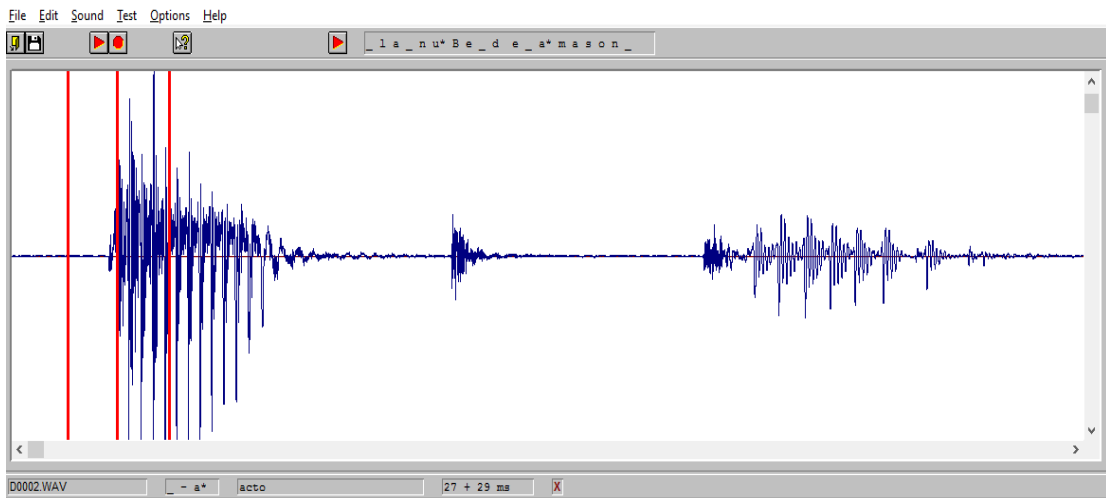 File Edit Sound Test Options Help
_ l a _ n u* B e _ d e _ a* m a s o n _
D0002.WAV _ - a* acto 27 + 29 ms X